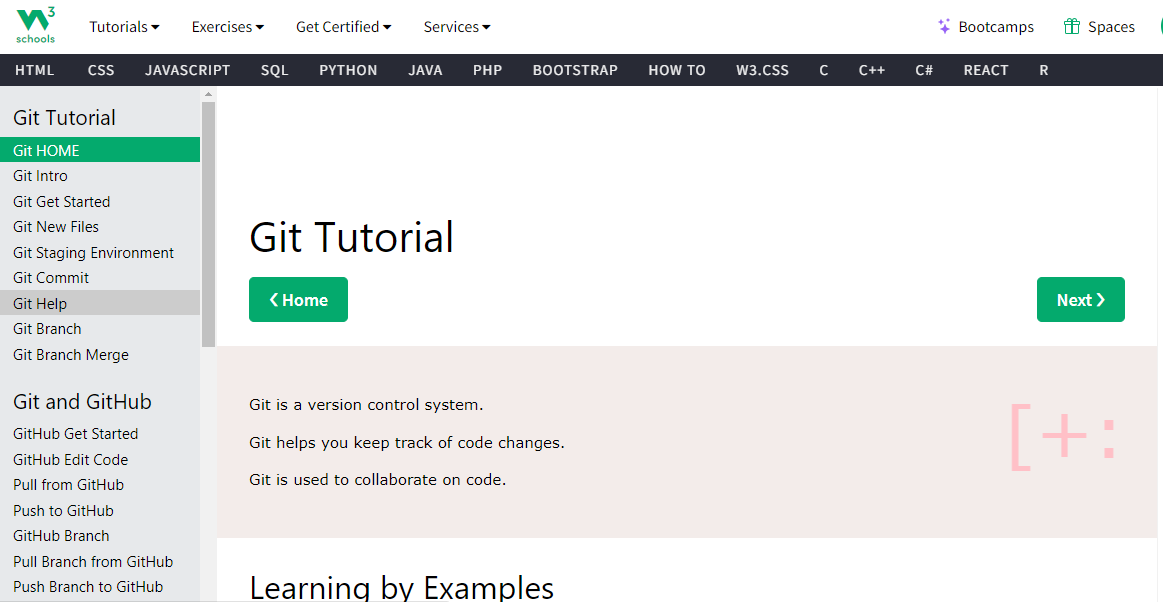 W3 schools
Tutorials Exercises Get Certified Services Bootcamps Spaces
HTML CSS JAVASCRIPT SQL PYTHON JAVA PHP BOOTSTRAP HOW TO W3.CSS C C++ C# REACT R
Git Tutorial
Git HOME
Git Intro
Git Get Started
Git New Files
Git Staging Environment
Git Commit
Git Help
Git Branch
Git Branch Merge
Git and GitHub
GitHub Get Started
GitHub Edit Code
Pull from GitHub
Push to GitHub
GitHub Branch
Pull Branch from GitHub
Push Branch to GitHub
Git Tutorial
❮ Home Next ❯
Git is a version control system.
Git helps you keep track of code changes.
Git is used to collaborate on code.
[+:
Learning by Examples